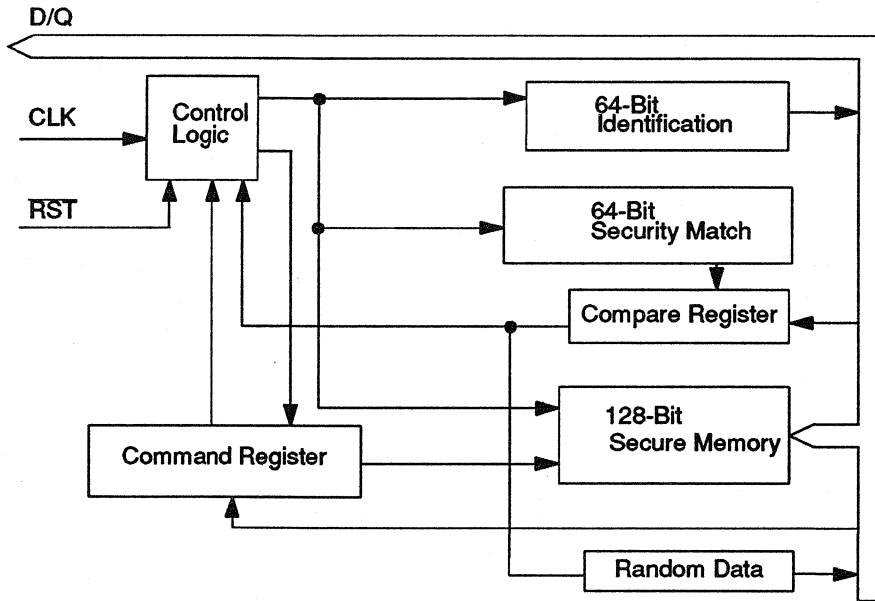 D/Q
CLK
RST
Control
Logic
64-Bit
Identification
64-Bit
Security Match
Compare Register
128-Bit
Secure Memory
Command Register
Random Data